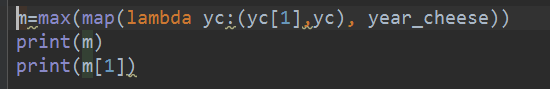 m=max(map(lambda yc:(yc[1],yc), year_cheese))
print(m)
print(m[1])